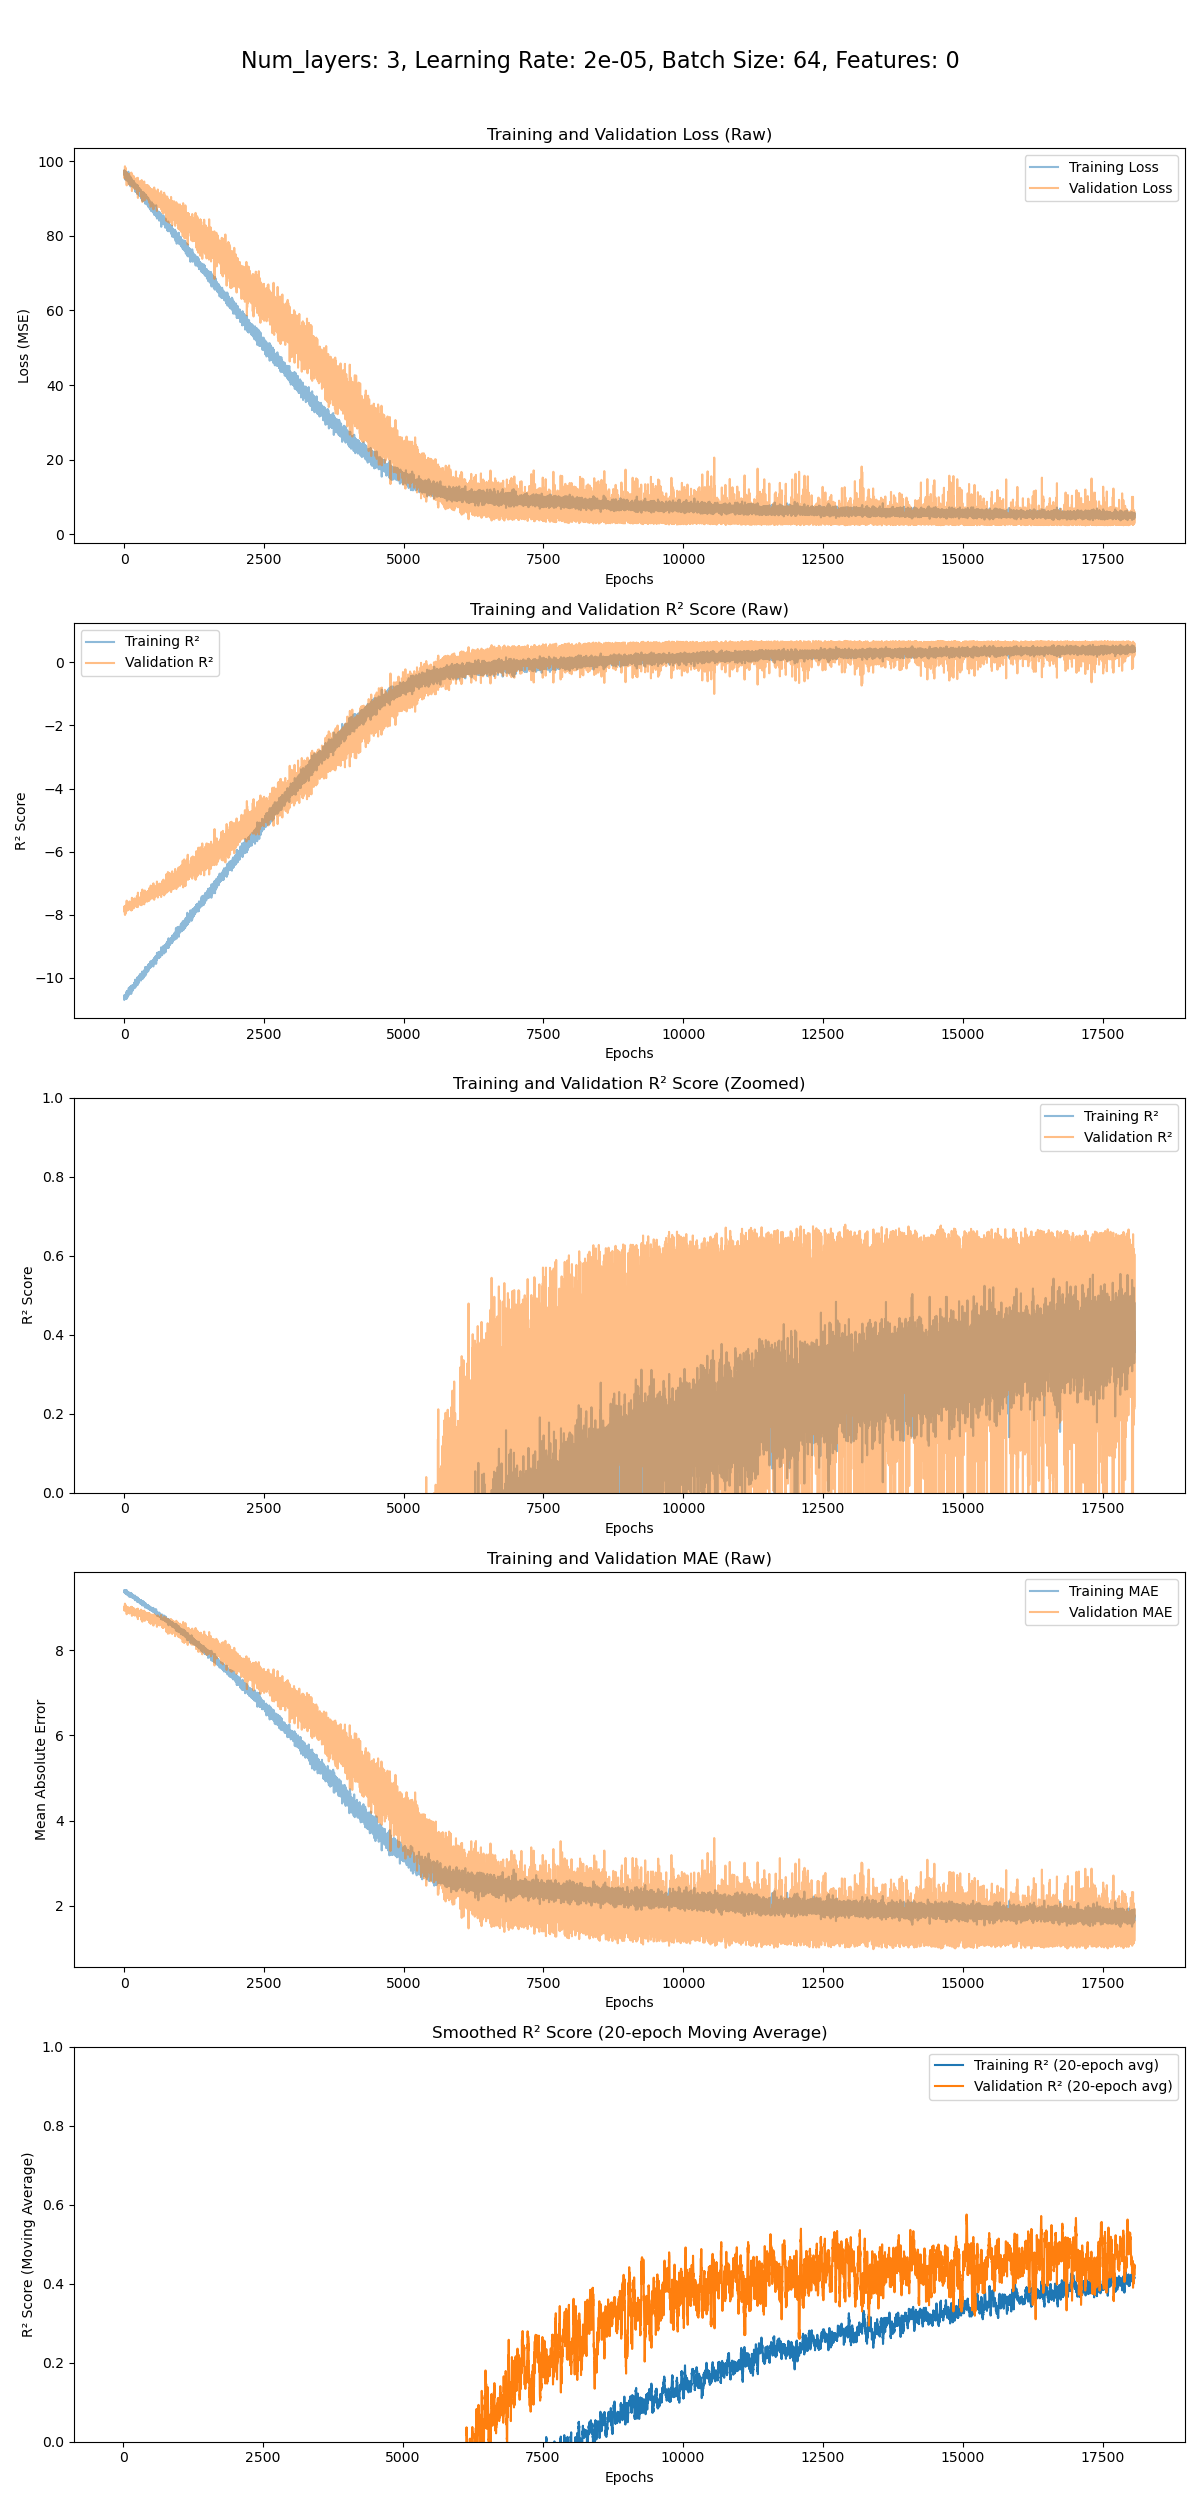 Num_layers: 3, Learning Rate: 2e-05, Batch Size: 64, Features: 0
Training and Validation Loss (Raw)
Training Loss
Validation Loss
Loss (MSE)
100
80
60
40
20
0
0 2500 5000 7500 10000 12500 15000 17500
Epochs
Training and Validation R² Score (Raw)
Training R²
Validation R²
R² Score
0
−2
−4
−6
−8
−10
0 2500 5000 7500 10000 12500 15000 17500
Epochs
Training and Validation R² Score (Zoomed)
Training R²
Validation R²
R² Score
1.0
0.8
0.6
0.4
0.2
0.0
0 2500 5000 7500 10000 12500 15000 17500
Epochs
Training and Validation MAE (Raw)
Training MAE
Validation MAE
Mean Absolute Error
8
6
4
2
0 2500 5000 7500 10000 12500 15000 17500
Epochs
Smoothed R² Score (20-epoch Moving Average)
Training R² (20-epoch avg)
Validation R² (20-epoch avg)
R² Score (Moving Average)
1.0
0.8
0.6
0.4
0.2
0.0
0 2500 5000 7500 10000 12500 15000 17500
Epochs